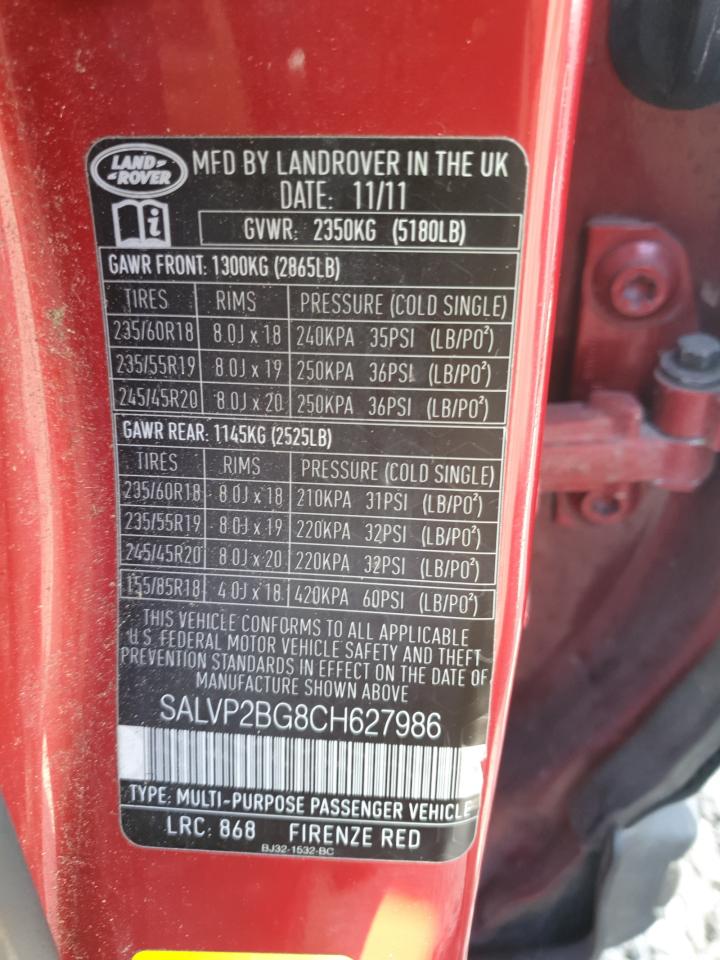 LAND-
-ROVER
MFD BY LANDROVER IN THE UK
DATE: 11/11
GVWR: 2350KG (5180LB)
GAWR FRONT: 1300KG (2865LB)
TIRES RIMS PRESSURE (COLD SINGLE)
235/60R18 8.0J x 18 240KPA 35PSI (LB/PO²)
235/55R19 8.0J x 19 250KPA 36PSI (LB/PO²)
245/45R20 8.0J x 20 250KPA 36PSI (LB/PO²)
GAWR REAR: 1145KG (2525LB)
TIRES RIMS PRESSURE (COLD SINGLE)
235/60R18 8.0J x 18 210KPA 31PSI (LB/PO²)
235/55R19 8.0J x 19 220KPA 32PSI (LB/PO²)
245/45R20 8.0J x 20 220KPA 32PSI (LB/PO²)
155/85R18 4.0J x 18 420KPA 60PSI (LB/PO²)
THIS VEHICLE CONFORMS TO ALL APPLICABLE
U.S. FEDERAL MOTOR VEHICLE SAFETY AND THEFT
PREVENTION STANDARDS IN EFFECT ON THE DATE OF
MANUFACTURE SHOWN ABOVE
SALVP2BG8CH627986
TYPE: MULTI-PURPOSE PASSENGER VEHICLE
LRC: 868 FIRENZE RED
BJ32-1532-BC